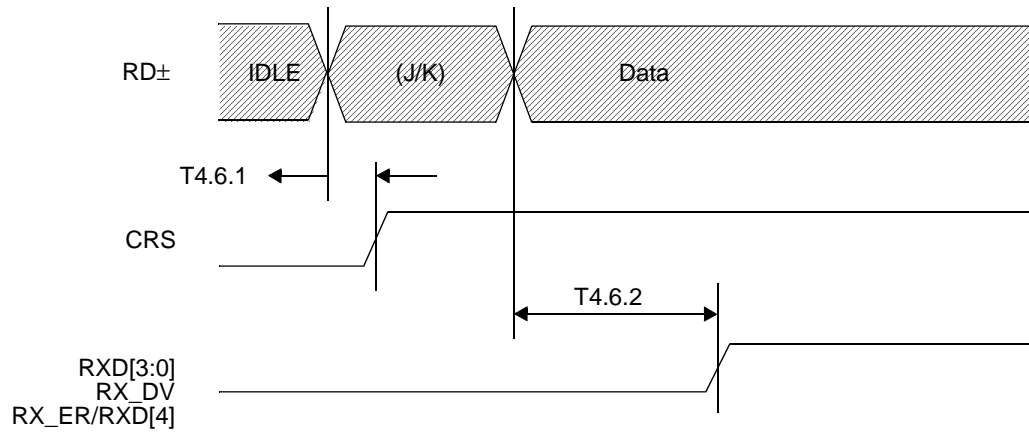 RD±
IDLE
(J/K)
Data
T4.6.1
CRS
T4.6.2
RXD[3:0]
RX_DV
RX_ER/RXD[4]